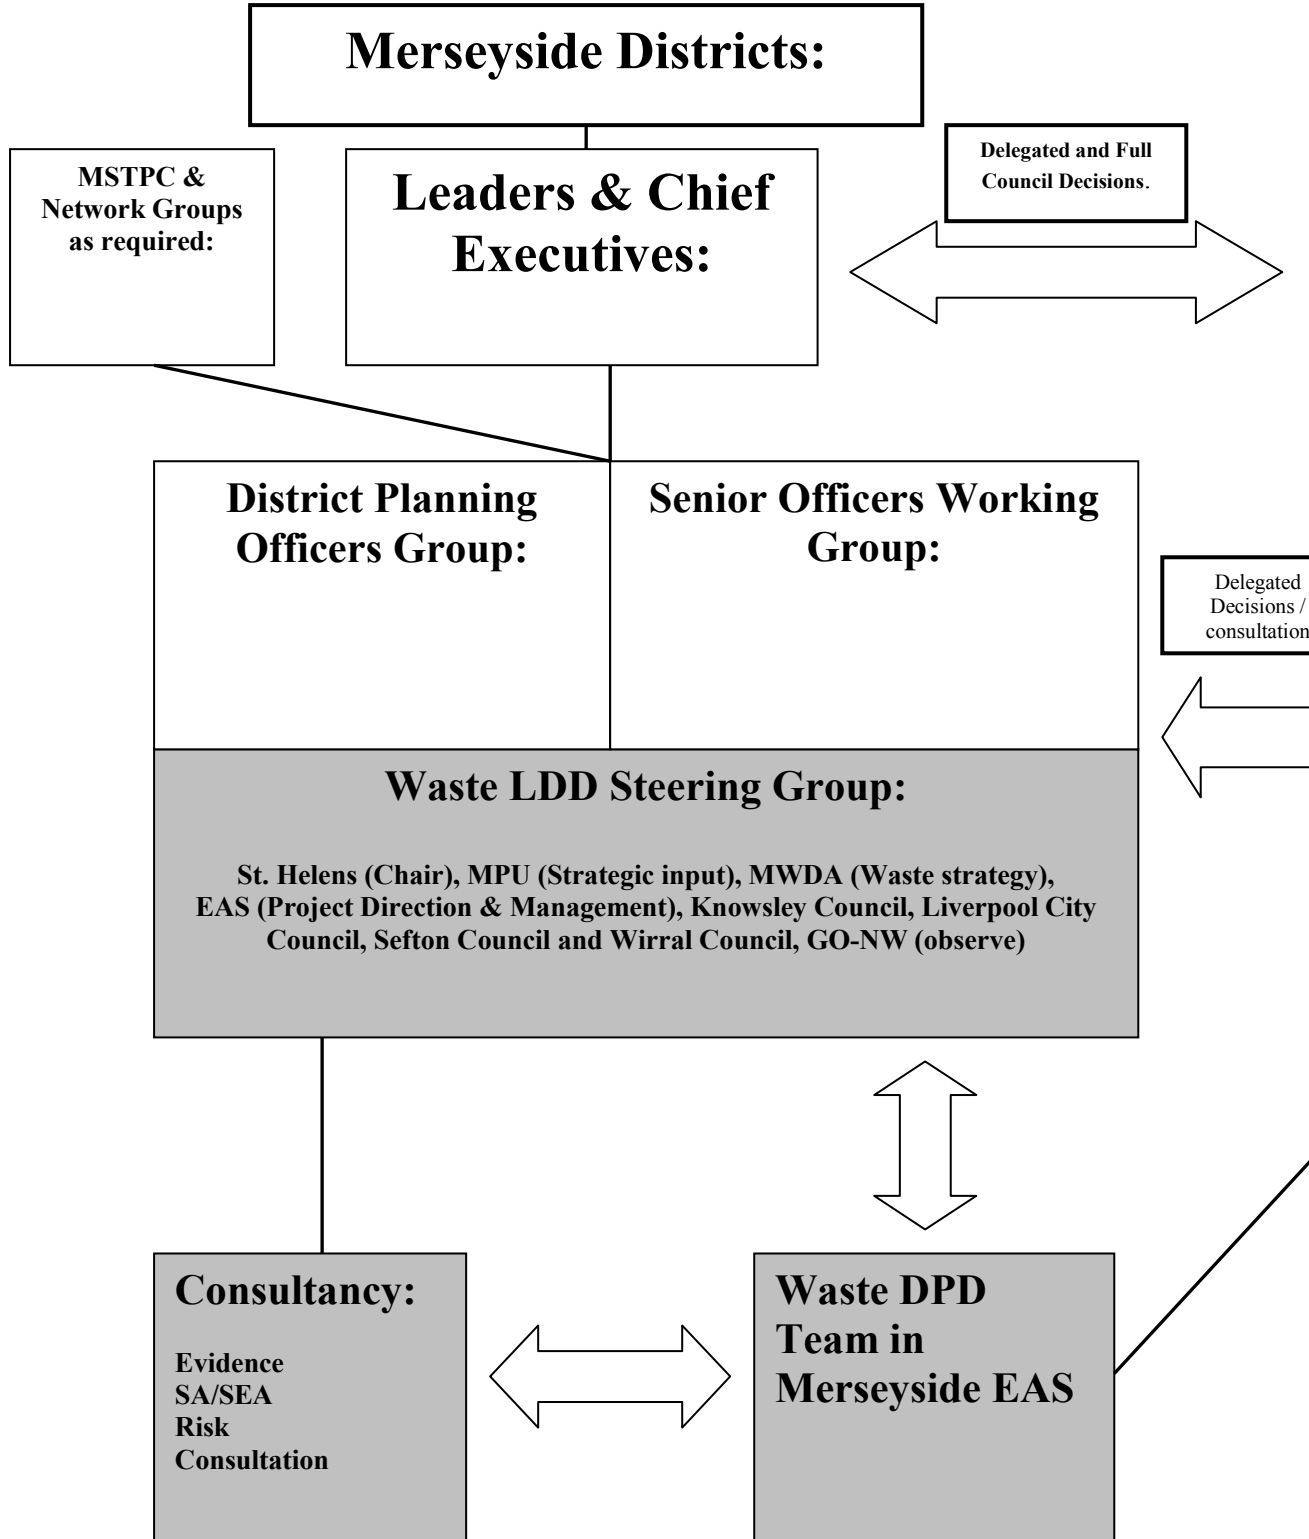 Merseyside Districts:
MSTPC &
Network Groups
as required:
Leaders & Chief
Executives:
Delegated and Full
Council Decisions.
District Planning
Officers Group:
Senior Officers Working
Group:
Delegated
Decisions /
consultation
Waste LDD Steering Group:
St. Helens (Chair), MPU (Strategic input), MWDA (Waste strategy),
EAS (Project Direction & Management), Knowsley Council, Liverpool City
Council, Sefton Council and Wirral Council, GO-NW (observe)
Consultancy:
Evidence
SA/SEA
Risk
Consultation
Waste DPD
Team in
Merseyside EAS